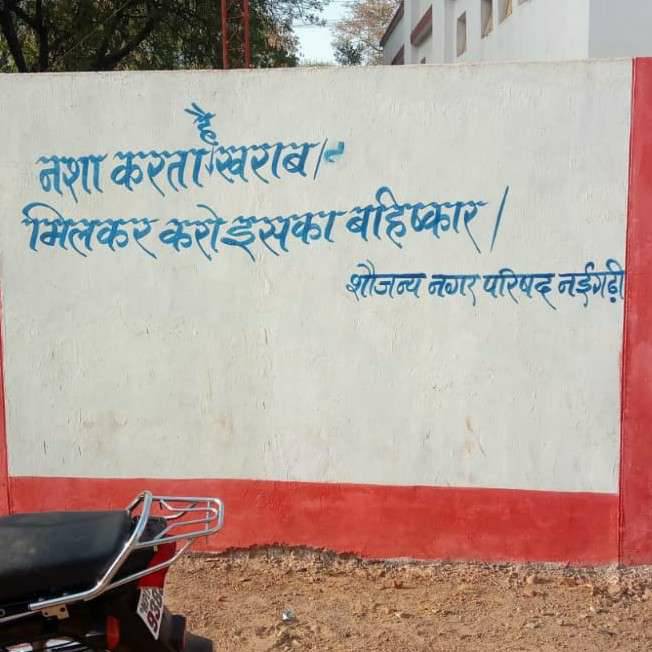 नशा करता है खराब।
मिलकर करो इसका बहिष्कार।
शौजन्य नगर परिषद नईगढ़ी